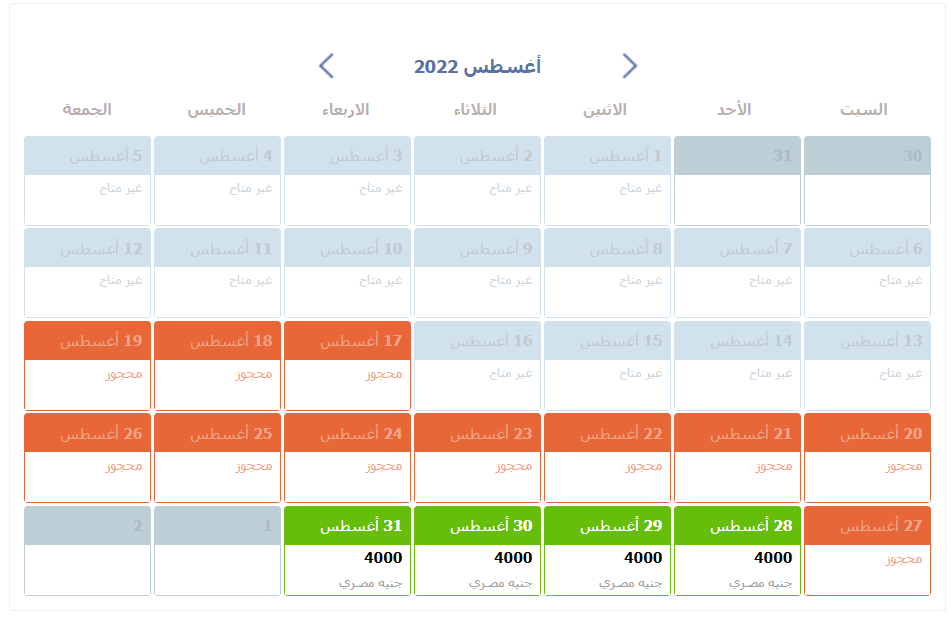 أغسطس 2022
السبت الأحد الاثنين الثلاثاء الاربعاء الخميس الجمعة
30 31 1 أغسطس 2 أغسطس 3 أغسطس 4 أغسطس 5 أغسطس
غير متاح غير متاح غير متاح غير متاح غير متاح
6 أغسطس 7 أغسطس 8 أغسطس 9 أغسطس 10 أغسطس 11 أغسطس 12 أغسطس
غير متاح غير متاح غير متاح غير متاح غير متاح غير متاح غير متاح
13 أغسطس 14 أغسطس 15 أغسطس 16 أغسطس 17 أغسطس 18 أغسطس 19 أغسطس
غير متاح غير متاح غير متاح غير متاح محجوز محجوز محجوز
20 أغسطس 21 أغسطس 22 أغسطس 23 أغسطس 24 أغسطس 25 أغسطس 26 أغسطس
محجوز محجوز محجوز محجوز محجوز محجوز محجوز
27 أغسطس 28 أغسطس 29 أغسطس 30 أغسطس 31 أغسطس 1 2
محجوز 4000 4000 4000 4000
جنيه مصري جنيه مصري جنيه مصري جنيه مصري